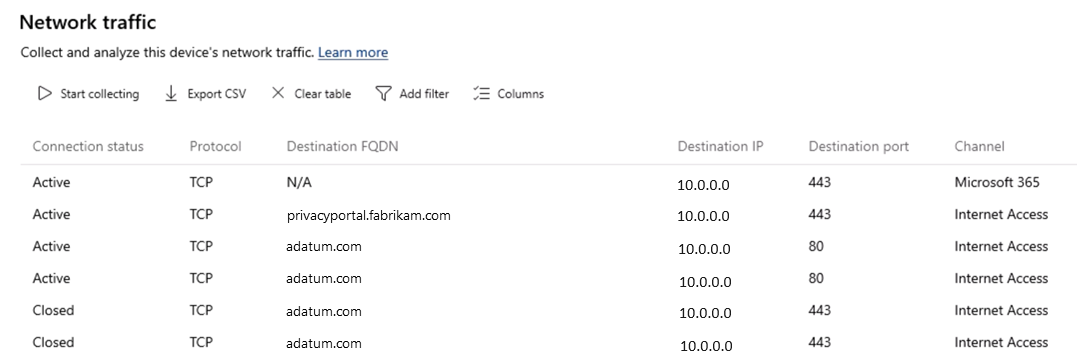 Network traffic
Collect and analyze this device's network traffic. Learn more
Start collecting Export CSV Clear table Add filter Columns
Connection status Protocol Destination FQDN Destination IP Destination port Channel
Active TCP N/A 10.0.0.0 443 Microsoft 365
Active TCP privacyportal.fabrikam.com 10.0.0.0 443 Internet Access
Active TCP adatum.com 10.0.0.0 80 Internet Access
Active TCP adatum.com 10.0.0.0 80 Internet Access
Closed TCP adatum.com 10.0.0.0 443 Internet Access
Closed TCP adatum.com 10.0.0.0 443 Internet Access